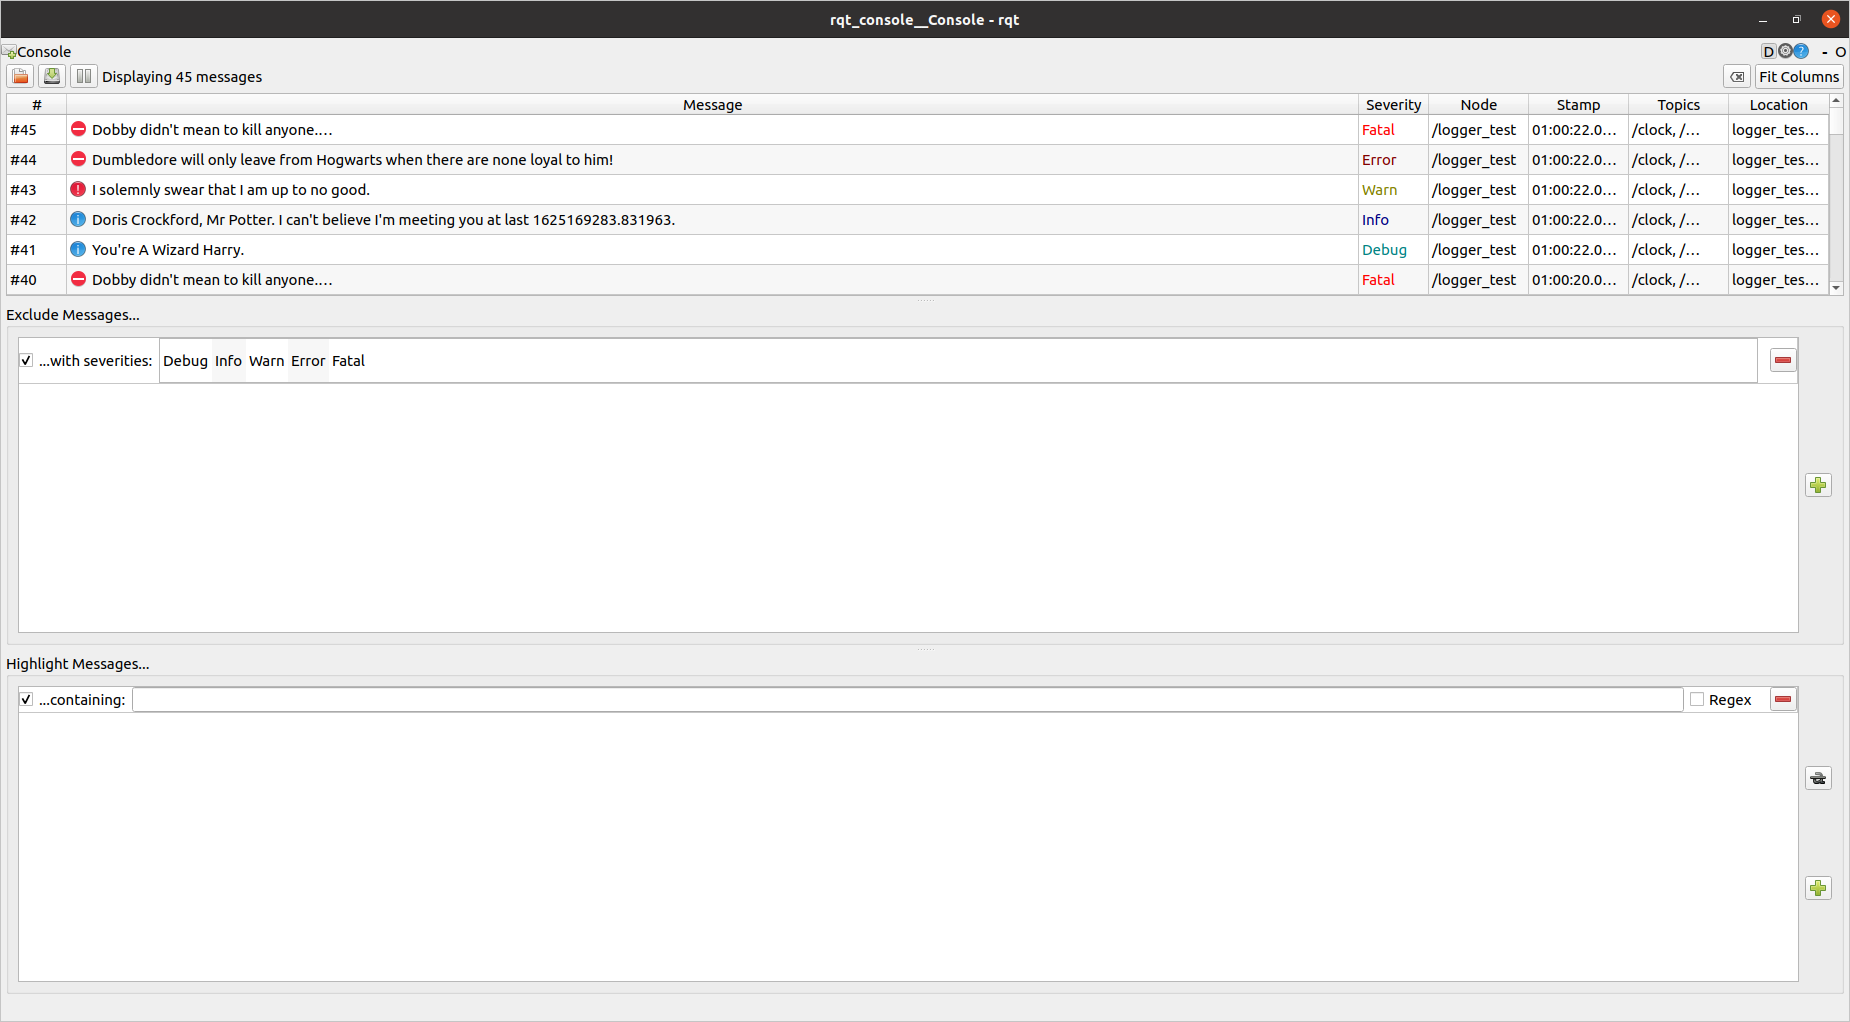 rqt_console__Console - rqt
Console D ? - O
Displaying 45 messages Fit Columns
# Message Severity Node Stamp Topics Location
#45 Dobby didn't mean to kill anyone.... Fatal /logger_test 01:00:22.0... /clock, /... logger_tes...
#44 Dumbledore will only leave from Hogwarts when there are none loyal to him! Error /logger_test 01:00:22.0... /clock, /... logger_tes...
#43 I solemnly swear that I am up to no good. Warn /logger_test 01:00:22.0... /clock, /... logger_tes...
#42 Doris Crockford, Mr Potter. I can't believe I'm meeting you at last 1625169283.831963. Info /logger_test 01:00:22.0... /clock, /... logger_tes...
#41 You're A Wizard Harry. Debug /logger_test 01:00:22.0... /clock, /... logger_tes...
#40 Dobby didn't mean to kill anyone.... Fatal /logger_test 01:00:20.0... /clock, /... logger_tes...
Exclude Messages...
...with severities: Debug Info Warn Error Fatal
Highlight Messages...
...containing: Regex